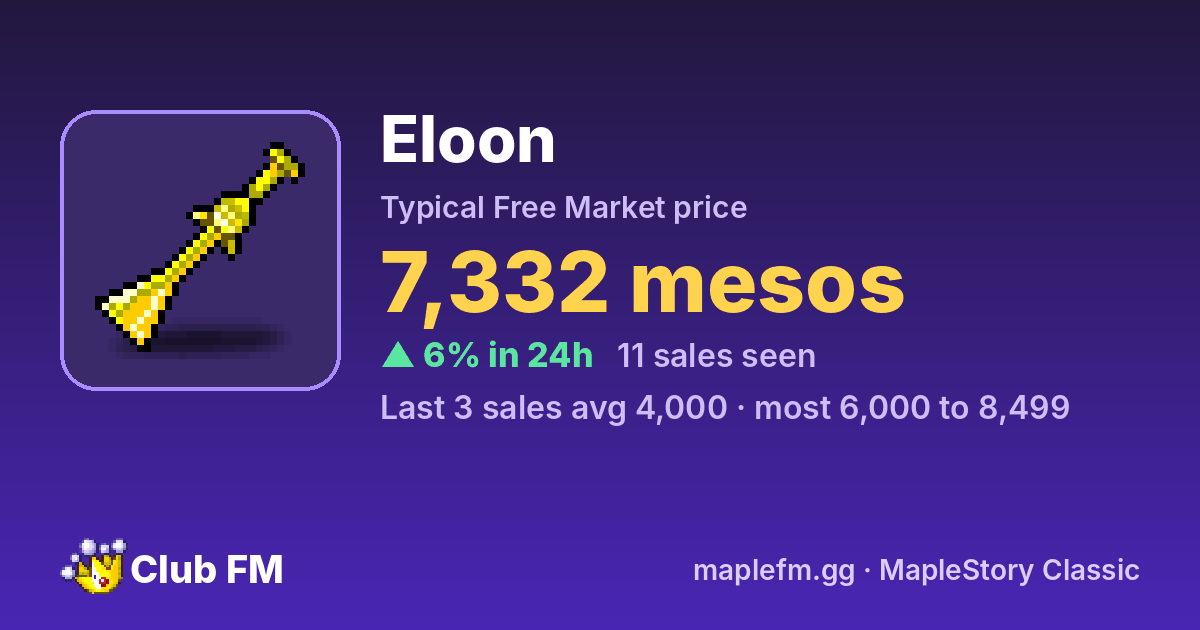 Eloon
Typical Free Market price
7,332 mesos
▲ 6% in 24h 11 sales seen
Last 3 sales avg 4,000 · most 6,000 to 8,499
Club FM
maplefm.gg · MapleStory Classic